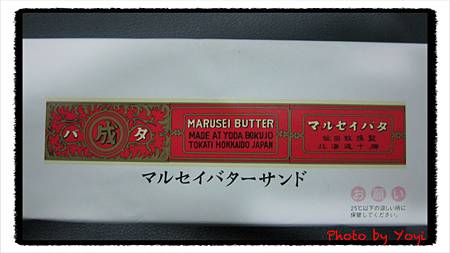 バ 成 タ
MARUSEI BUTTER
MADE AT YODA BOKUJO
TOKATI HOKKAIDO JAPAN
マルセイバタ
依田牧場製
北海道十勝
マルセイバターサンド
お願い
25℃以下の涼しい所に
保管してください。
Photo by Yoyi